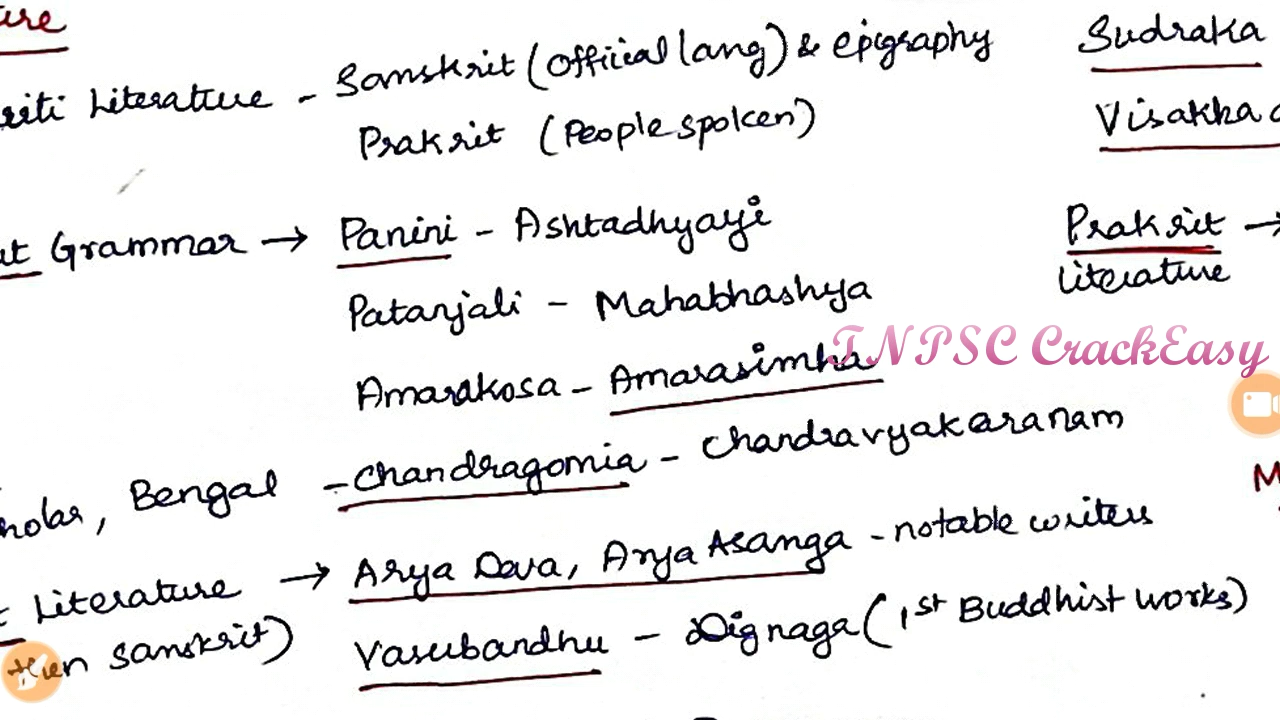 ure
riti Literature - Sanskrit (Official lang) & epigraphy
Prakrit (People spoken)
ut Grammar → Panini - Ashtadhyayi
Patanjali - Mahabhashya
Amarakosa - Amarasimha
holar, Bengal - Chandragomia - Chandravyakaranam
t Literature → Arya Deva, Arya Asanga - notable writers
Sanskrit) Vasubandhu - Dignaga (1st Buddhist works)
Sudraka
Visakha
Prakrit →
literature
TNPSC CrackEasy
M